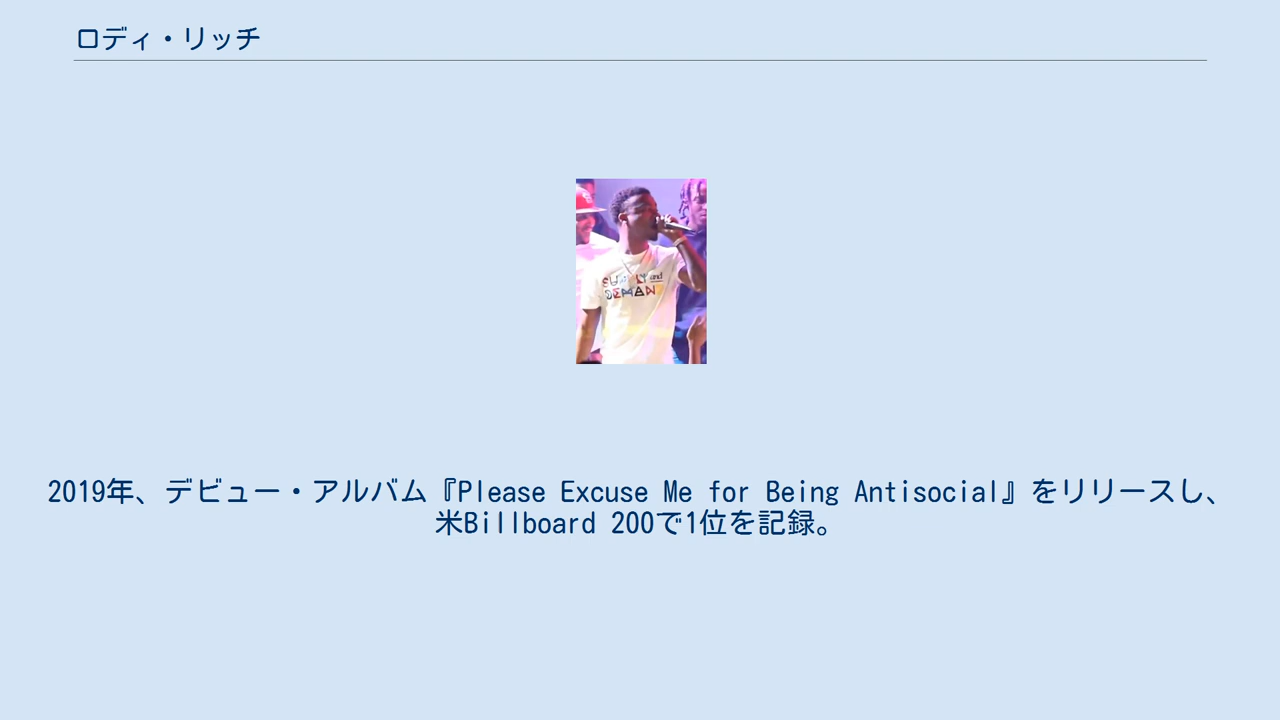 ロディ・リッチ
2019年、デビュー・アルバム『Please Excuse Me for Being Antisocial』をリリースし、
米Billboard 200で1位を記録。